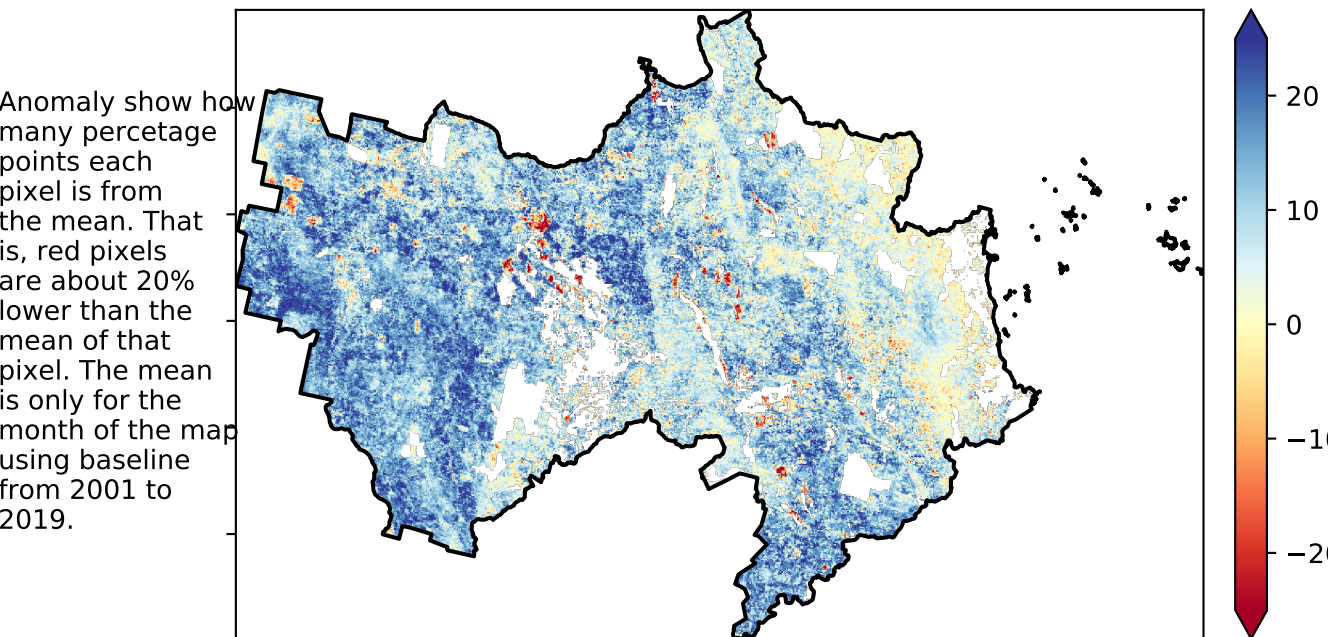 Anomaly show how
many percetage
points each
pixel is from
the mean. That
is, red pixels
are about 20%
lower than the
mean of that
pixel. The mean
is only for the
month of the map
using baseline
from 2001 to
2019.
20
10
0
−10
−20